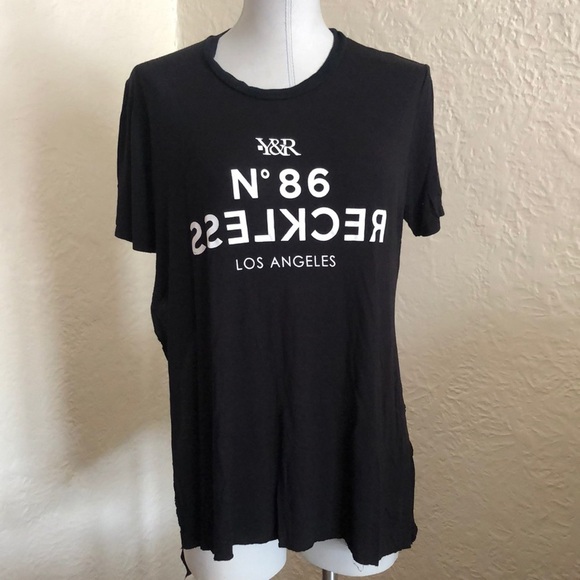 Y&R
N° 86
RECKLESS
LOS ANGELES